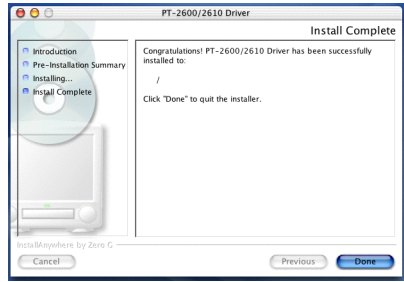 PT-2600/2610 Driver
Install Complete
Introduction
Pre-Installation Summary
Installing...
Install Complete
Congratulations! PT-2600/2610 Driver has been successfully
installed to:
/
Click "Done" to quit the installer.
InstallAnywhere by Zero G
Cancel
Previous
Done